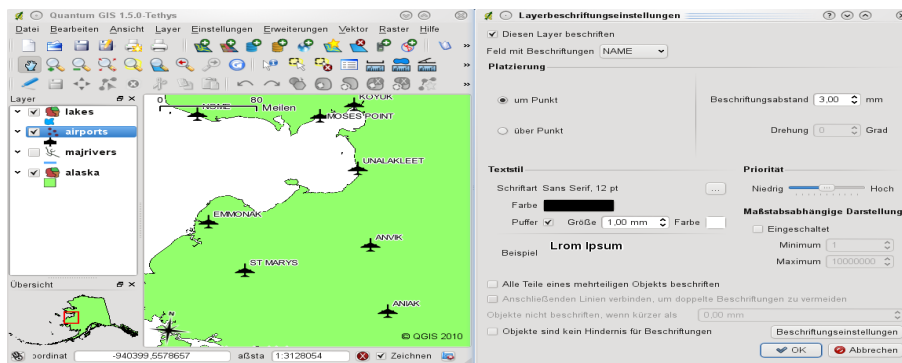 Quantum GIS 1.5.0-Tethys
Datei Bearbeiten Ansicht Layer Einstellungen Erweiterungen Vektor Raster Hilfe
Layer
lakes
airports
majrivers
alaska
Übersicht
0 80 Meilen
NOME
KOYUK
MOSES POINT
UNALAKLEET
EMMONAK
ANVIK
ST MARYS
ANIAK
© QGIS 2010
oordinat -940399,5578657 aßsta 1:3128054 Zeichnen
Layerbeschriftungseinstellungen
Diesen Layer beschriften
Feld mit Beschriftungen NAME
Platzierung
um Punkt Beschriftungsabstand 3,00 mm
über Punkt Drehung 0 Grad
Textstil Priorität
Schriftart Sans Serif, 12 pt ... Niedrig Hoch
Farbe
Maßstabsabhängige Darstellung
Puffer Größe 1,00 mm Farbe
Eingeschaltet
Beispiel Lrom Ipsum
Minimum 1
Maximum 10000000
Alle Teile eines mehrteiligen Objekts beschriften
Anschließenden Linien verbinden, um doppelte Beschriftungen zu vermeiden
Objekte nicht beschriften, wenn kürzer als 0,00 mm
Objekte sind kein Hindernis für Beschriftungen Beschriftungseinstellungen
OK Abbrechen